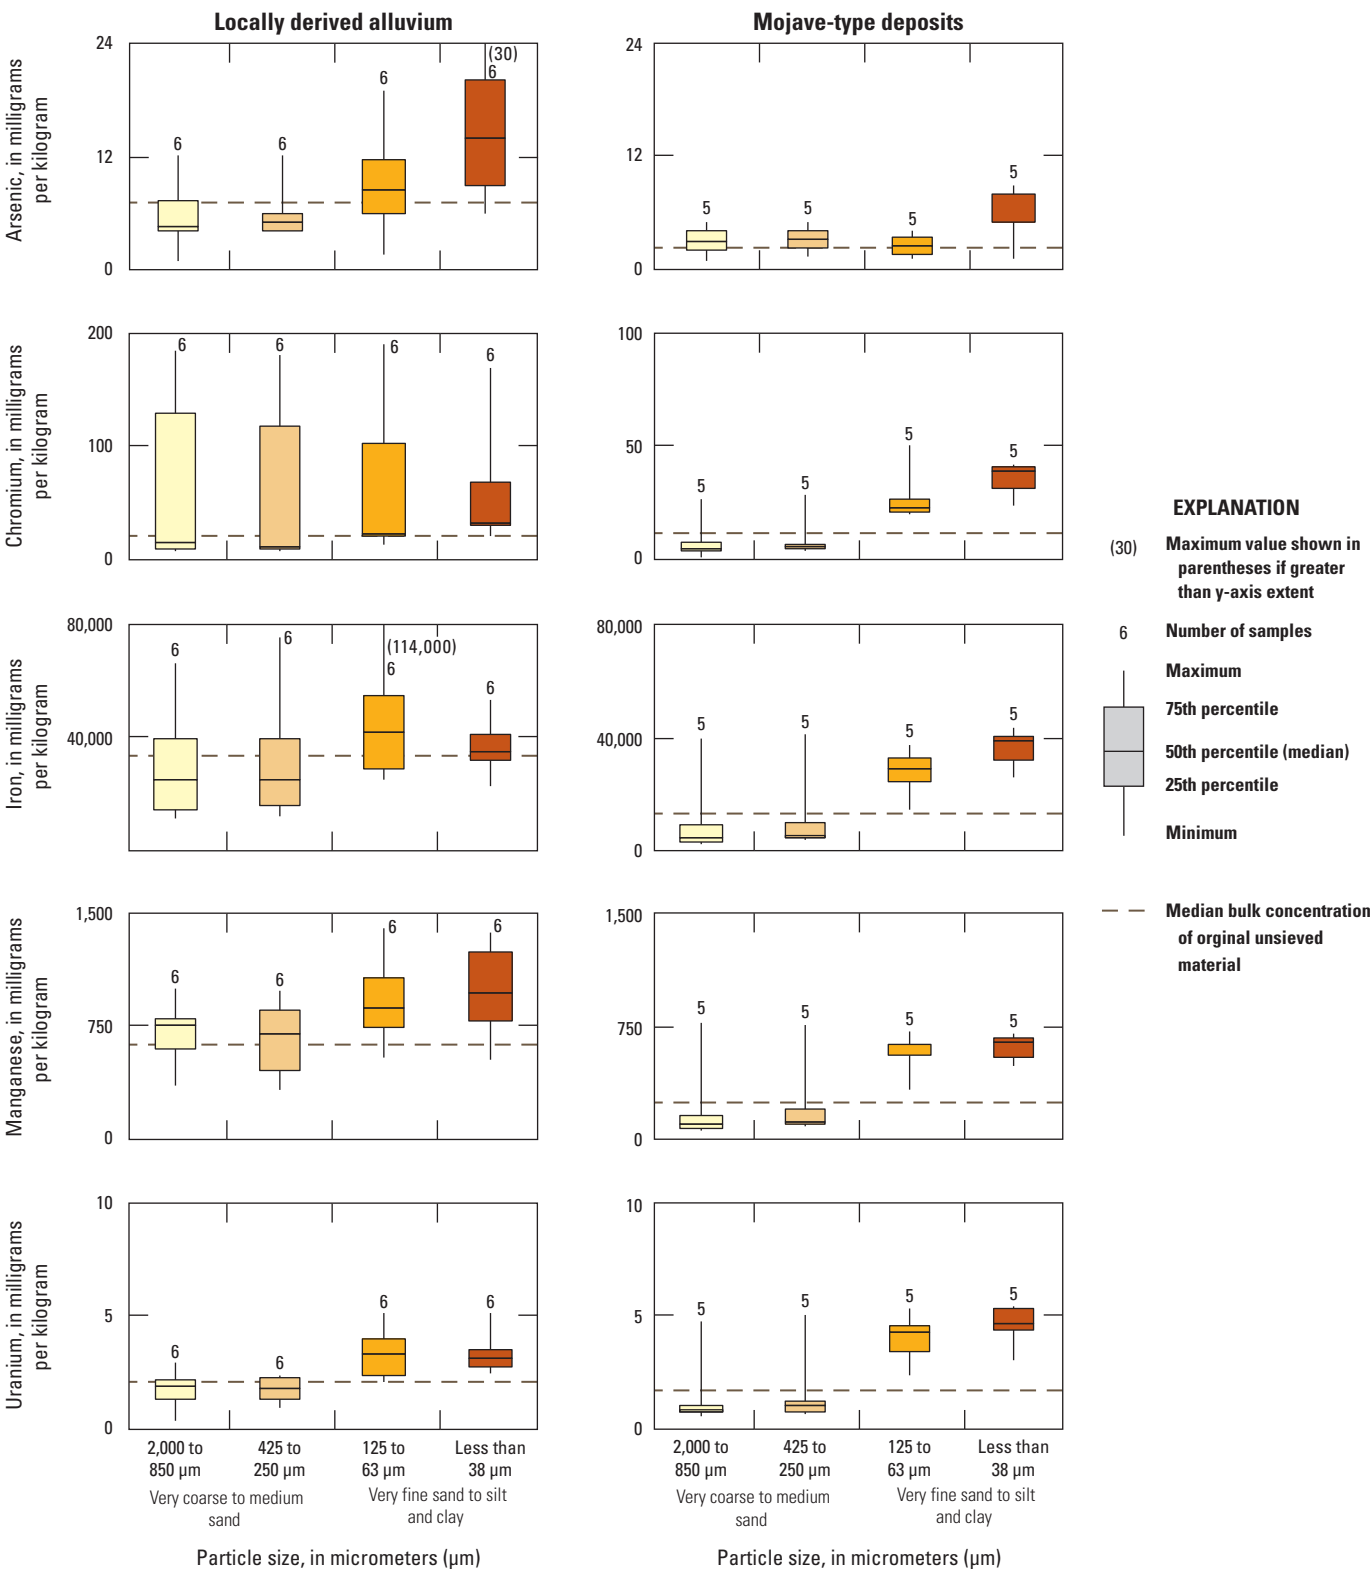 Locally derived alluvium
Mojave-type deposits
Arsenic, in milligrams
per kilogram
24
12
0
6
6
6
(30)
6
24
12
0
5
5
5
5
Chromium, in milligrams
per kilogram
200
100
0
6
6
6
6
100
50
0
5
5
5
5
Iron, in milligrams
per kilogram
80,000
40,000
6
6
(114,000)
6
6
80,000
40,000
0
5
5
5
5
Manganese, in milligrams
per kilogram
1,500
750
0
6
6
6
6
1,500
750
0
5
5
5
5
Uranium, in milligrams
per kilogram
10
5
0
6
6
6
6
10
5
0
5
5
5
5
2,000 to
850 µm
425 to
250 µm
125 to
63 µm
Less than
38 µm
Very coarse to medium
sand
Very fine sand to silt
and clay
Particle size, in micrometers (µm)
2,000 to
850 µm
425 to
250 µm
125 to
63 µm
Less than
38 µm
Very coarse to medium
sand
Very fine sand to silt
and clay
Particle size, in micrometers (µm)
EXPLANATION
(30) Maximum value shown in
parentheses if greater
than y-axis extent
6 Number of samples
Maximum
75th percentile
50th percentile (median)
25th percentile
Minimum
Median bulk concentration
of orginal unsieved
material